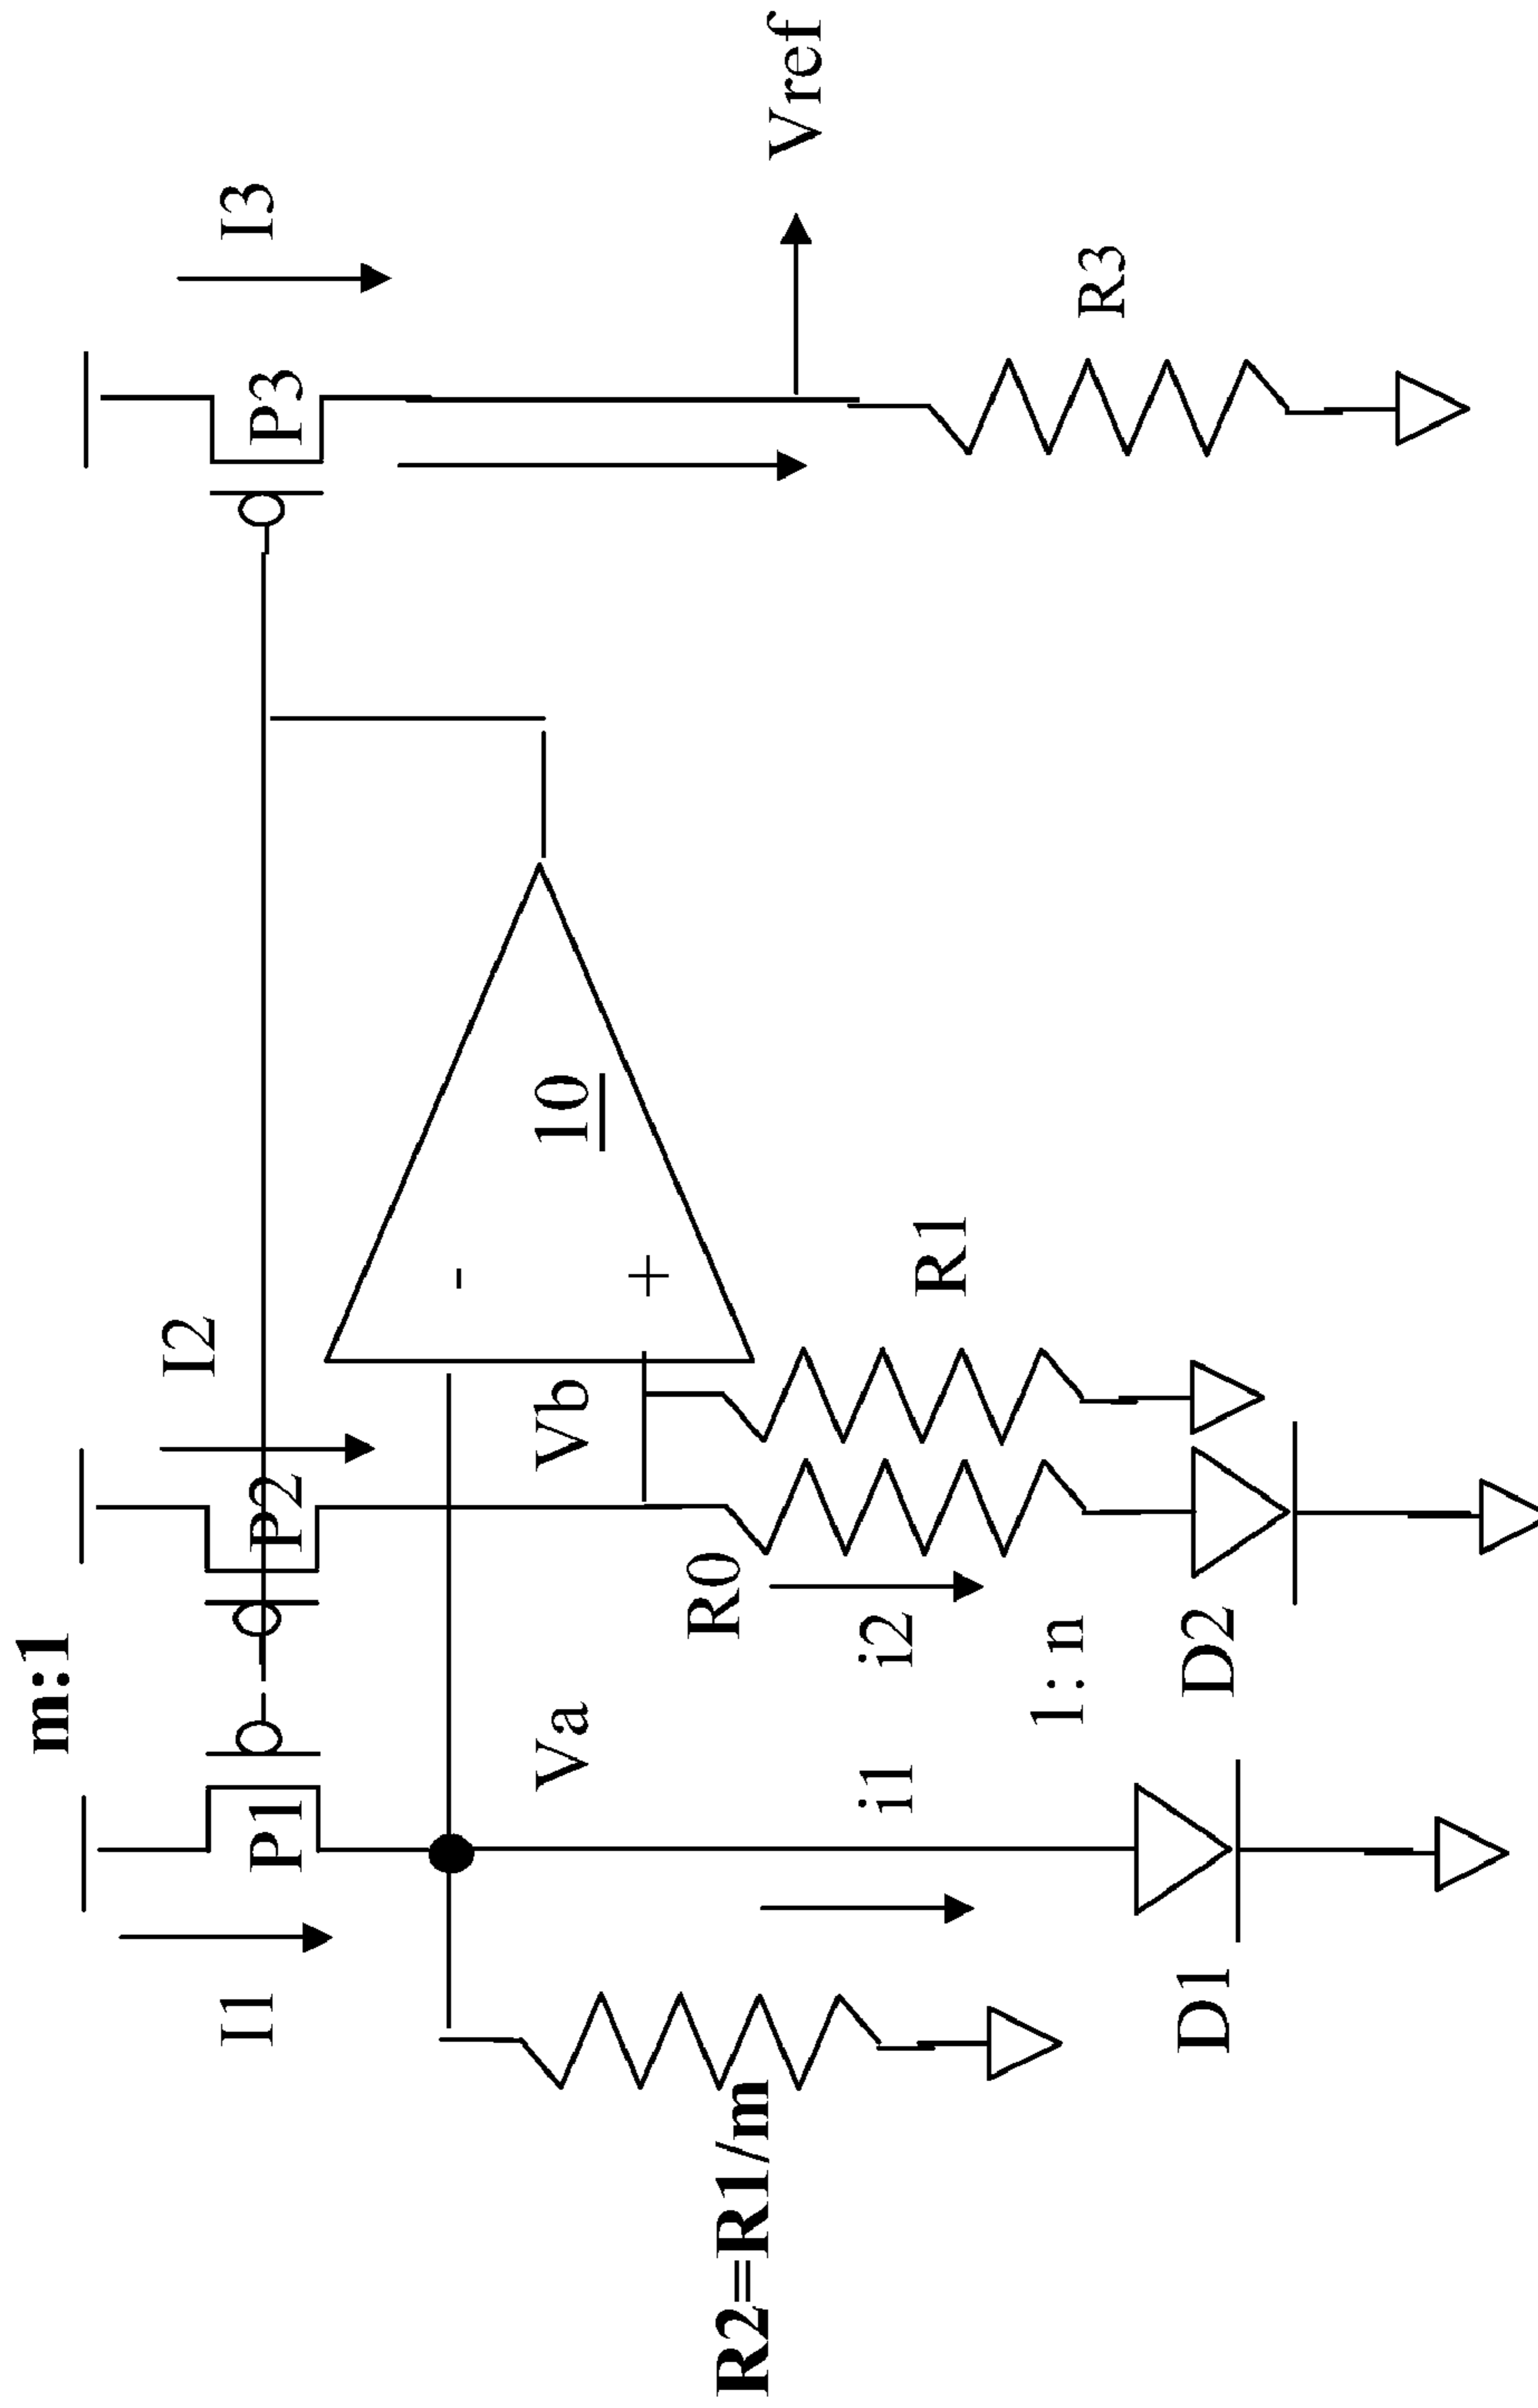 m:1
I1
P1
P2
I2
P3
I3
Va
Vb
-
+
10
Vref
R2=R1/m
i1
i2
R0
R1
R3
1: n
D1
D2